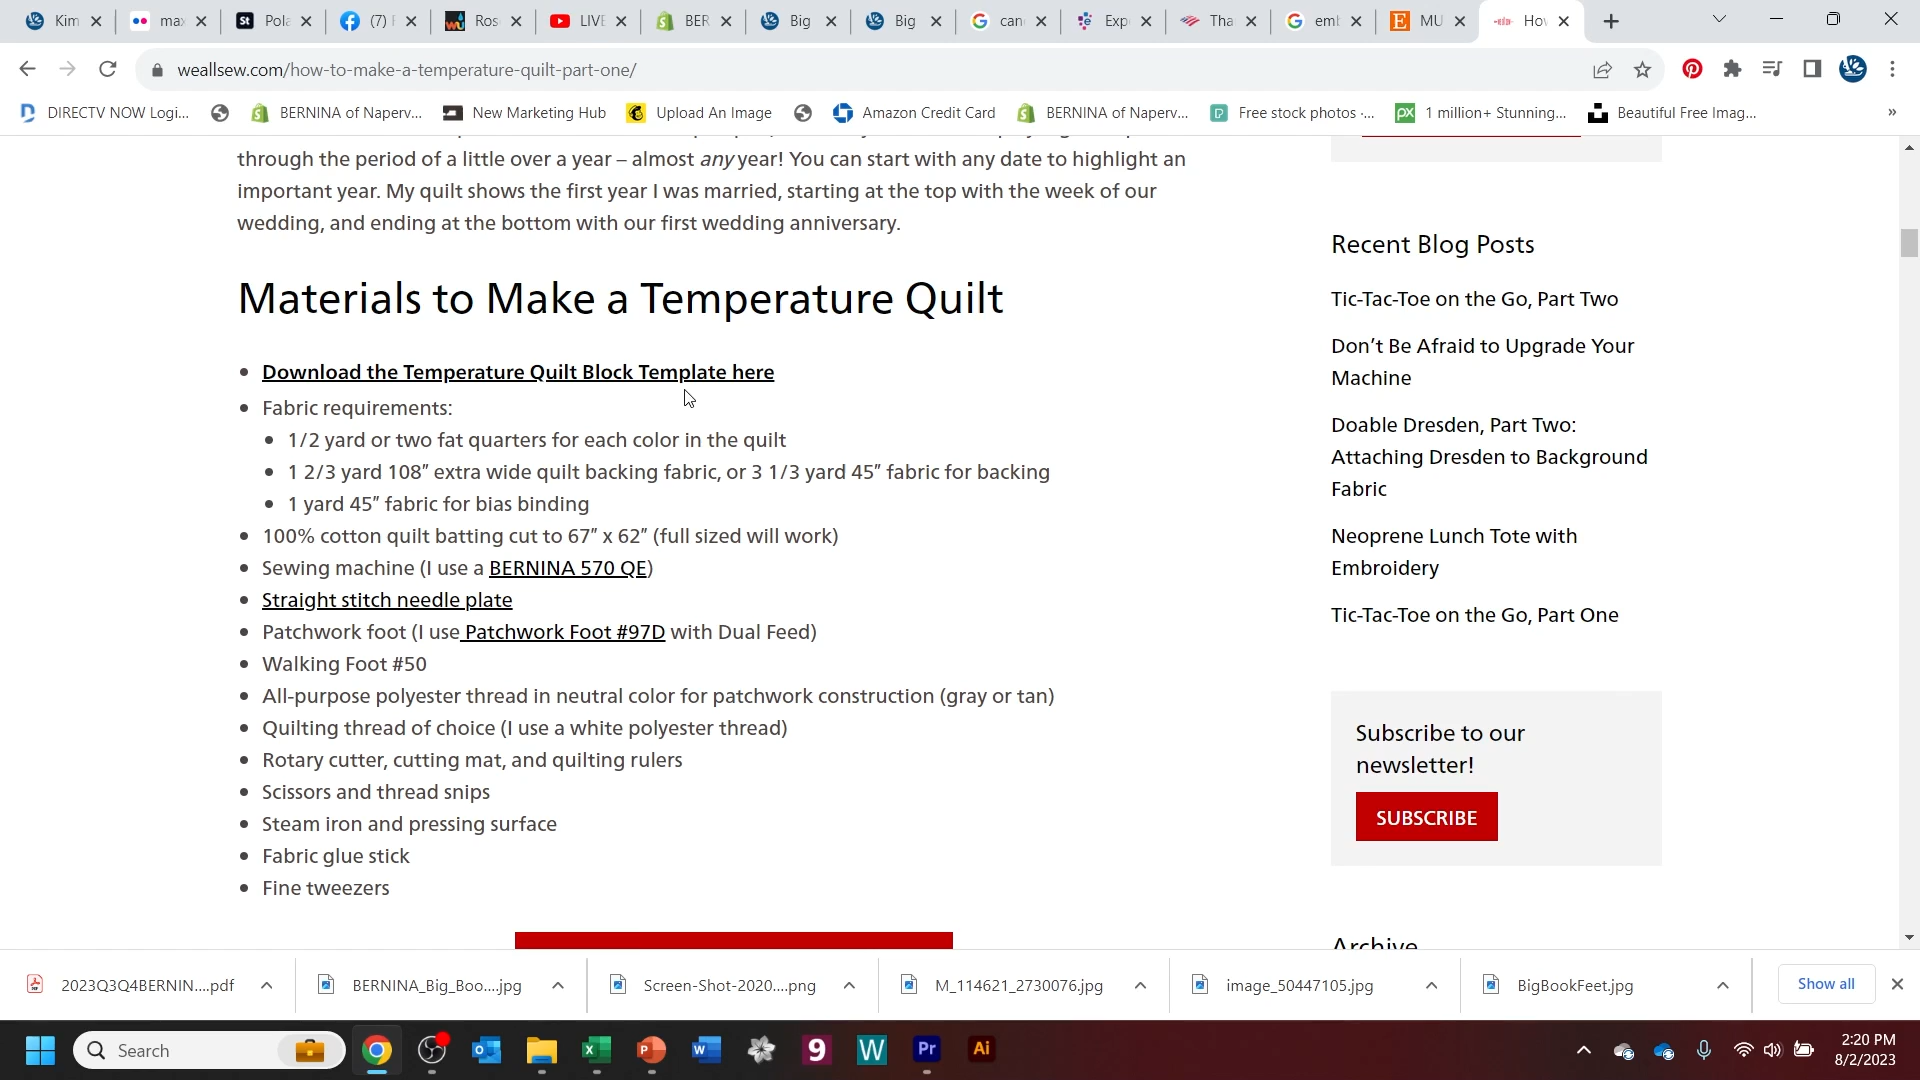 Kim
max
Pola
(7) F
Ros
LIVE
BER
Big
Big
can
Exp
Tha
emb
MU
Hov
weallsew.com/how-to-make-a-temperature-quilt-part-one/
DIRECTV NOW Logi...
BERNINA of Naperv...
New Marketing Hub
Upload An Image
Amazon Credit Card
BERNINA of Naperv...
Free stock photos ·...
1 million+ Stunning...
Beautiful Free Imag...
»
through the period of a little over a year – almost any year! You can start with any date to highlight an
important year. My quilt shows the first year I was married, starting at the top with the week of our
wedding, and ending at the bottom with our first wedding anniversary.
Materials to Make a Temperature Quilt
• Download the Temperature Quilt Block Template here
• Fabric requirements:
• 1/2 yard or two fat quarters for each color in the quilt
• 1 2/3 yard 108” extra wide quilt backing fabric, or 3 1/3 yard 45” fabric for backing
• 1 yard 45” fabric for bias binding
• 100% cotton quilt batting cut to 67” x 62” (full sized will work)
• Sewing machine (I use a BERNINA 570 QE)
• Straight stitch needle plate
• Patchwork foot (I use Patchwork Foot #97D with Dual Feed)
• Walking Foot #50
• All-purpose polyester thread in neutral color for patchwork construction (gray or tan)
• Quilting thread of choice (I use a white polyester thread)
• Rotary cutter, cutting mat, and quilting rulers
• Scissors and thread snips
• Steam iron and pressing surface
• Fabric glue stick
• Fine tweezers
Recent Blog Posts
Tic-Tac-Toe on the Go, Part Two
Don’t Be Afraid to Upgrade Your
Machine
Doable Dresden, Part Two:
Attaching Dresden to Background
Fabric
Neoprene Lunch Tote with
Embroidery
Tic-Tac-Toe on the Go, Part One
Subscribe to our
newsletter!
SUBSCRIBE
Archive
2023Q3Q4BERNIN....pdf
BERNINA_Big_Boo....jpg
Screen-Shot-2020....png
M_114621_2730076.jpg
image_50447105.jpg
BigBookFeet.jpg
Show all
Search
2:20 PM
8/2/2023